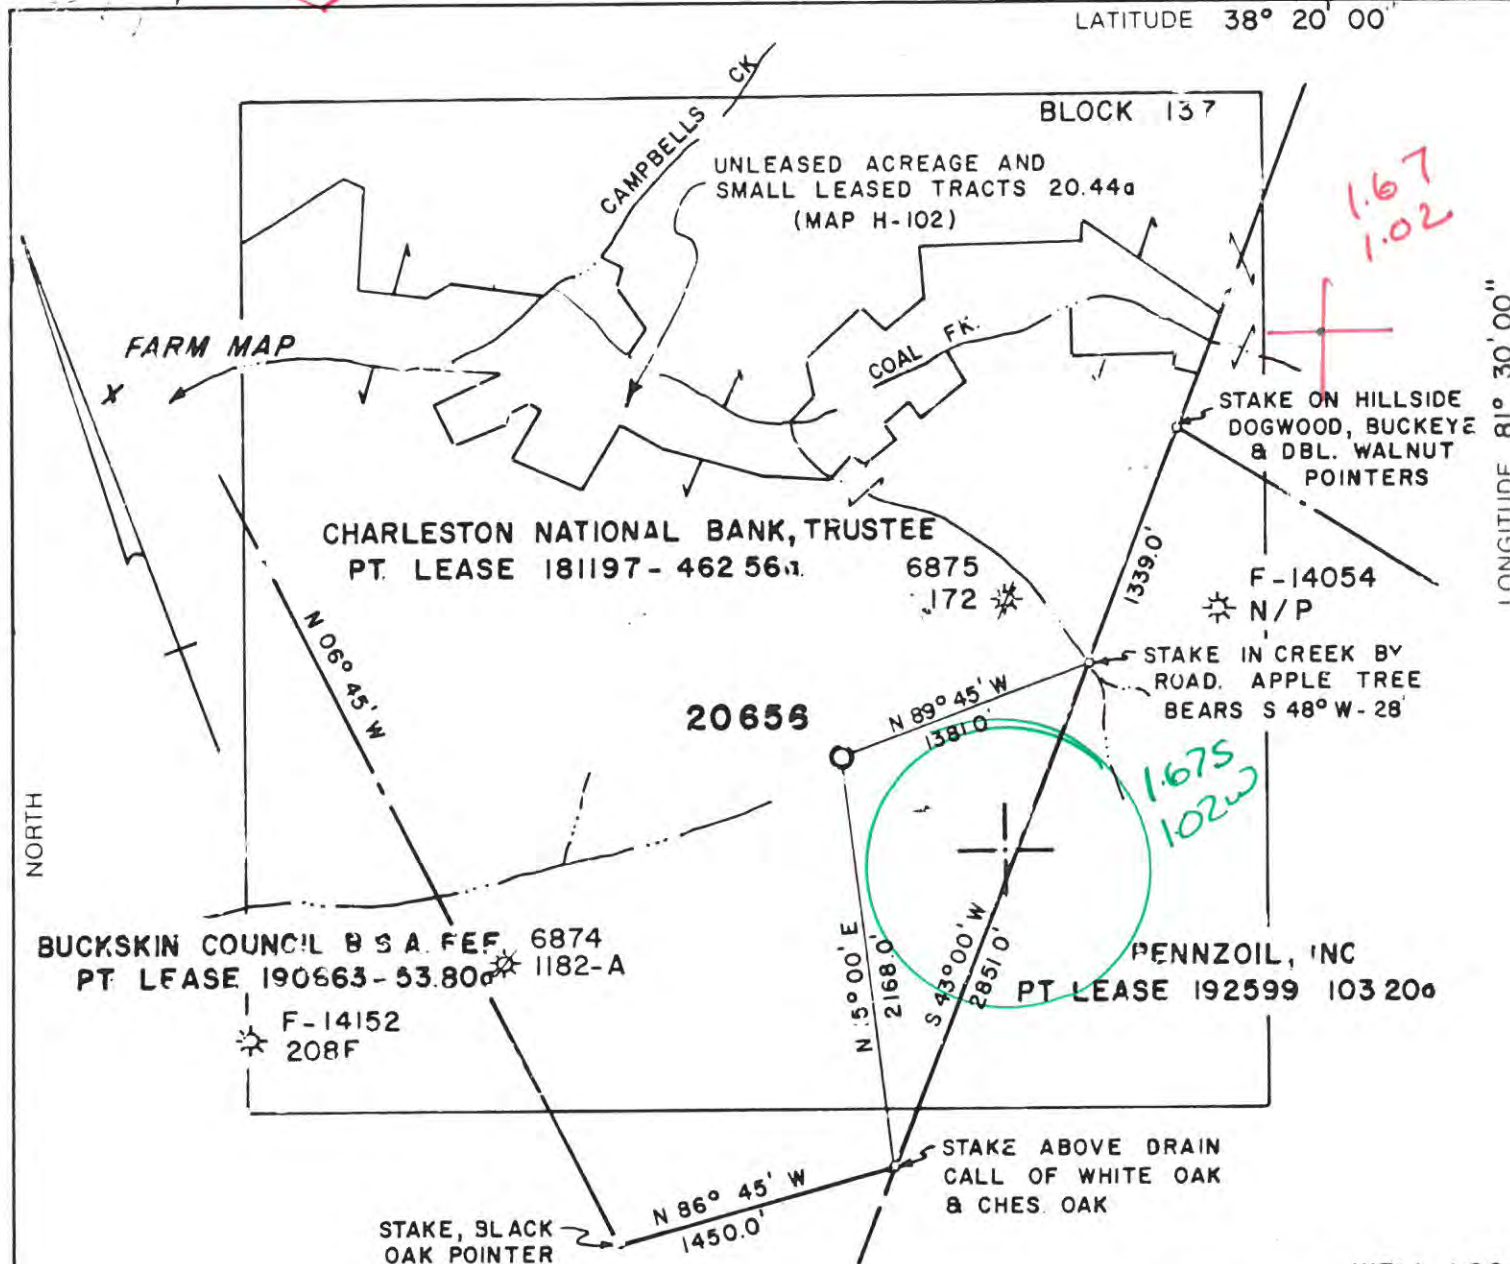 LATITUDE 38° 20' 00"
BLOCK 137
CAMPBELLS CK
UNLEASED ACREAGE AND
SMALL LEASED TRACTS 20.44a
(MAP H-102)
1.67
1.02
LONGITUDE 81° 30' 00"
FARM MAP
X
COAL FK.
STAKE ON HILLSIDE
DOGWOOD, BUCKEYE
& DBL. WALNUT
POINTERS
CHARLESTON NATIONAL BANK, TRUSTEE
PT. LEASE 181197 - 462 56a.
6875
172
1339.0'
F-14054
N/P
N 06° 45' W
STAKE IN CREEK BY
ROAD. APPLE TREE
BEARS S 48° W - 28'
20656
N 89° 45' W
1381.0'
1.67S
1.02W
NORTH
N 15° 00' E
2168.0'
S 43° 00' W
2851.0'
BUCKSKIN COUNCIL B S A FEE
PT LEASE 190663 - 53.80a
6874
1182-A
PENNZOIL, INC
PT LEASE 192599 103 20a
F-14152
208F
STAKE ABOVE DRAIN
CALL OF WHITE OAK
& CHES. OAK
N 86° 45' W
1450.0'
STAKE, BLACK
OAK POINTER